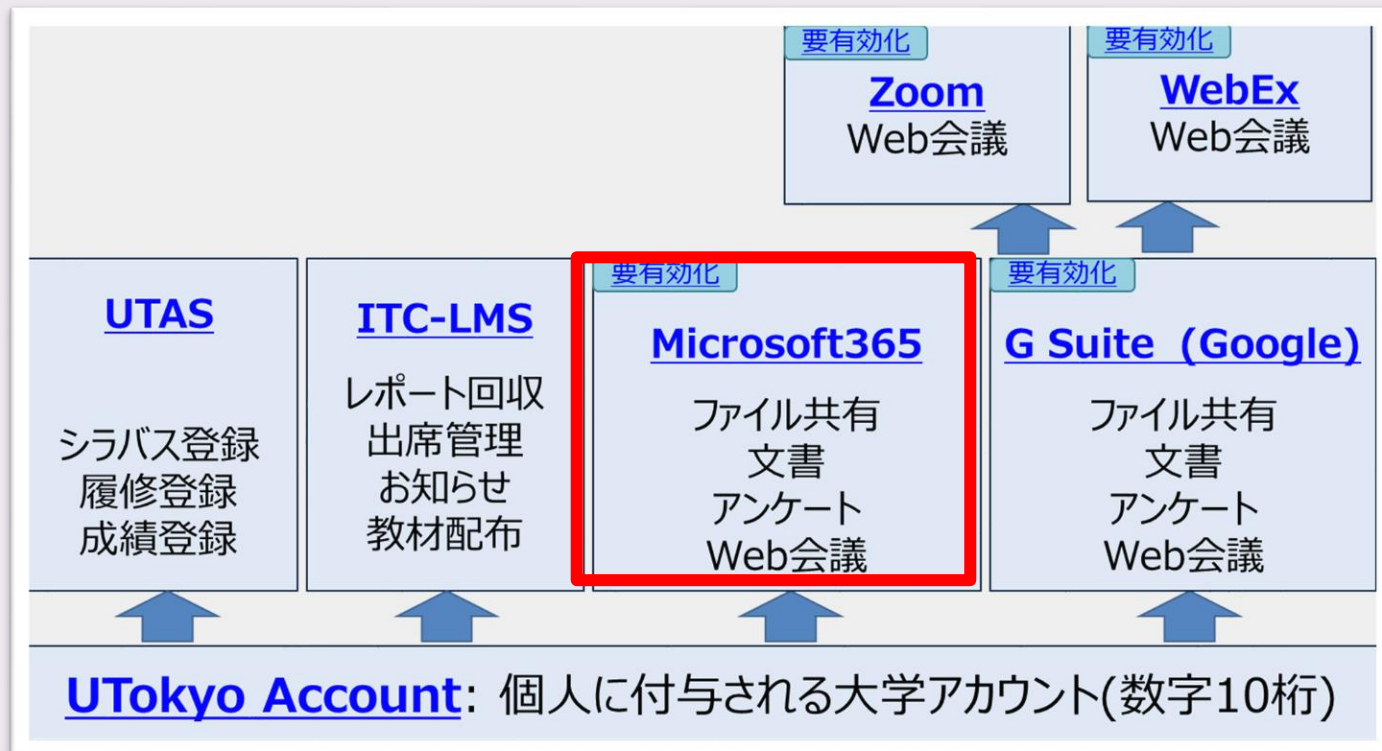 要有効化
Zoom
Web会議
要有効化
WebEx
Web会議
UTAS
シラバス登録
履修登録
成績登録
ITC-LMS
レポート回収
出席管理
お知らせ
教材配布
要有効化
Microsoft365
ファイル共有
文書
アンケート
Web会議
要有効化
G Suite (Google)
ファイル共有
文書
アンケート
Web会議
UTokyo Account: 個人に付与される大学アカウント(数字10桁)